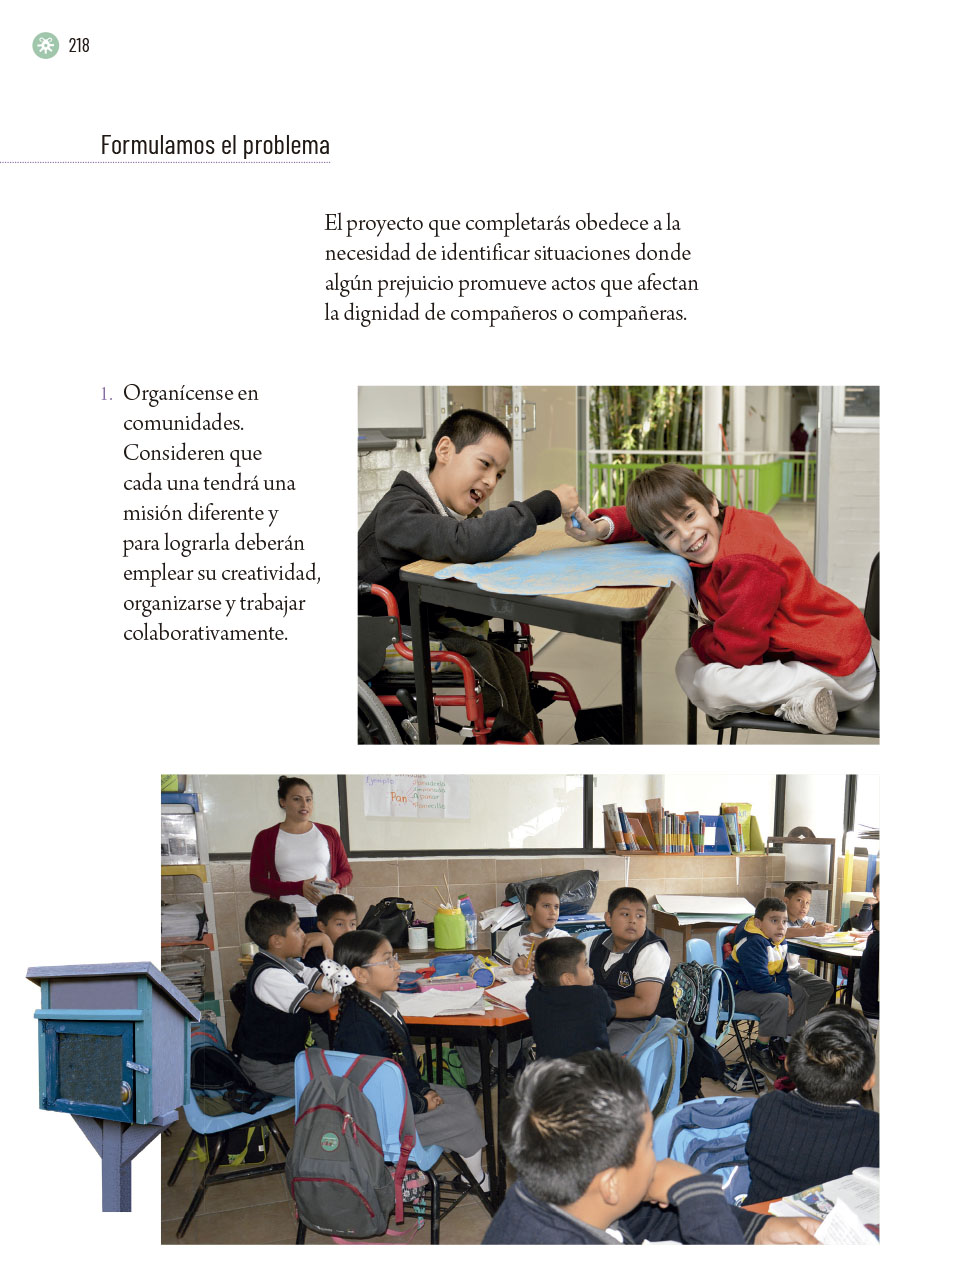 218
Formulamos el problema
El proyecto que completarás obedece a la
necesidad de identificar situaciones donde
algún prejuicio promueve actos que afectan
la dignidad de compañeros o compañeras.
1. Organícense en
comunidades.
Consideren que
cada una tendrá una
misión diferente y
para lograrla deberán
emplear su creatividad,
organizarse y trabajar
colaborativamente.
Ejemplo
Pan